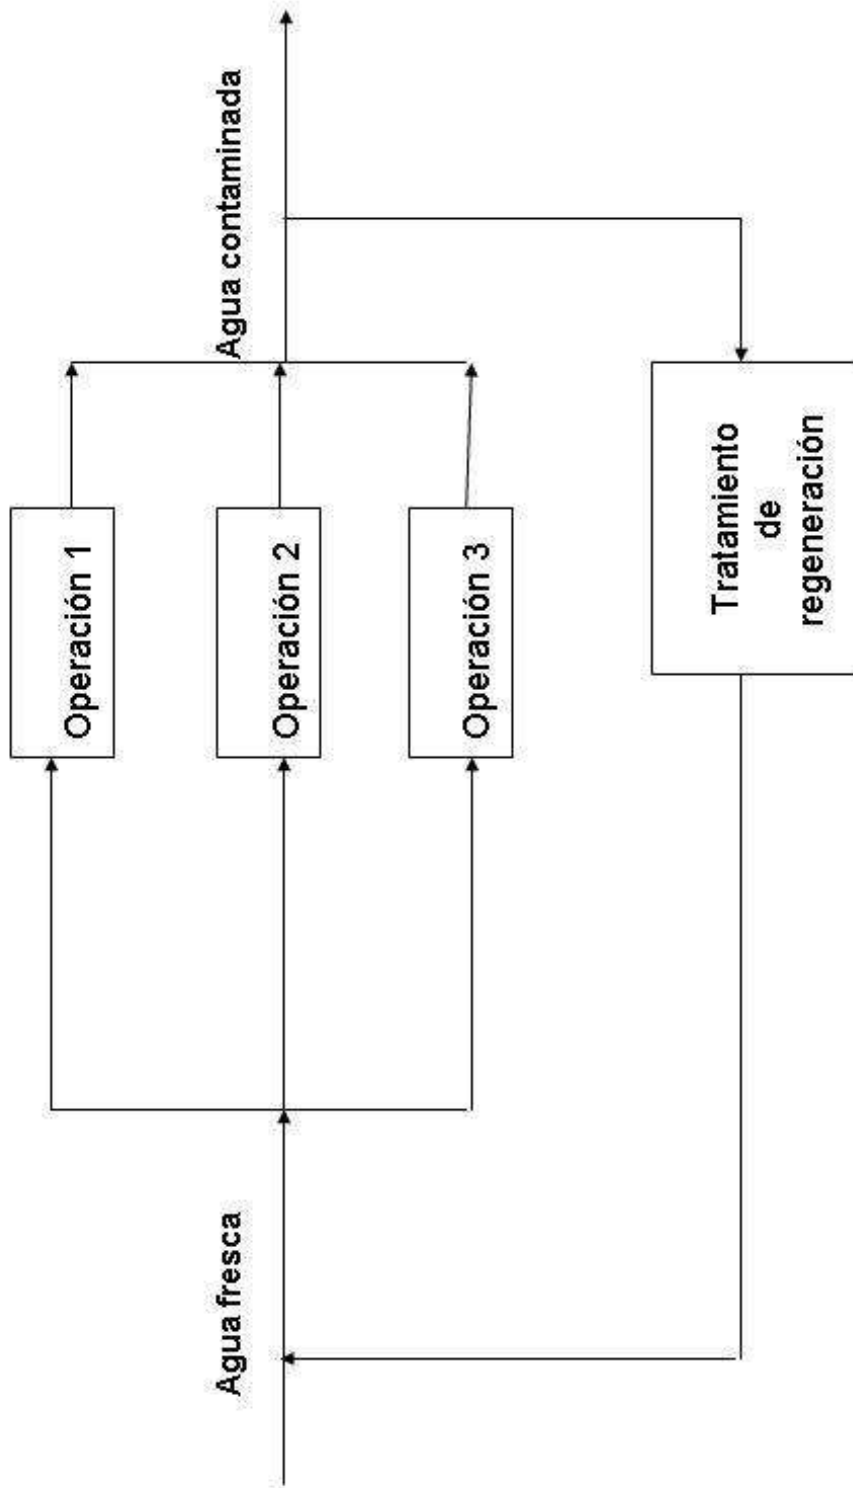 Agua fresca
Operación 1
Operación 2
Operación 3
Agua contaminada
Tratamiento
de
regeneración